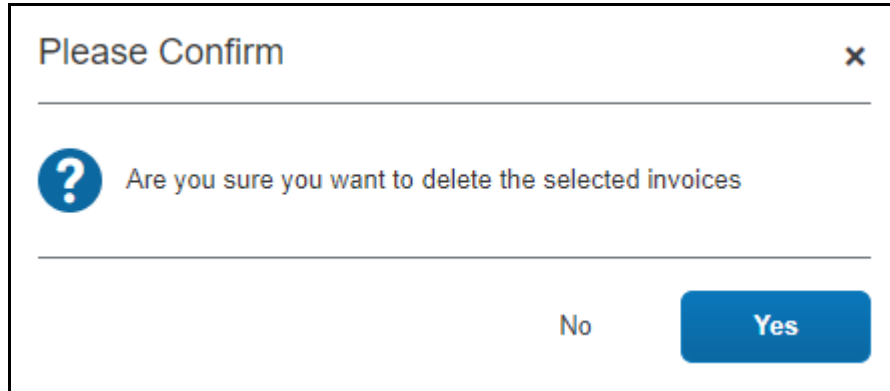 Please Confirm
Are you sure you want to delete the selected invoices
No
Yes